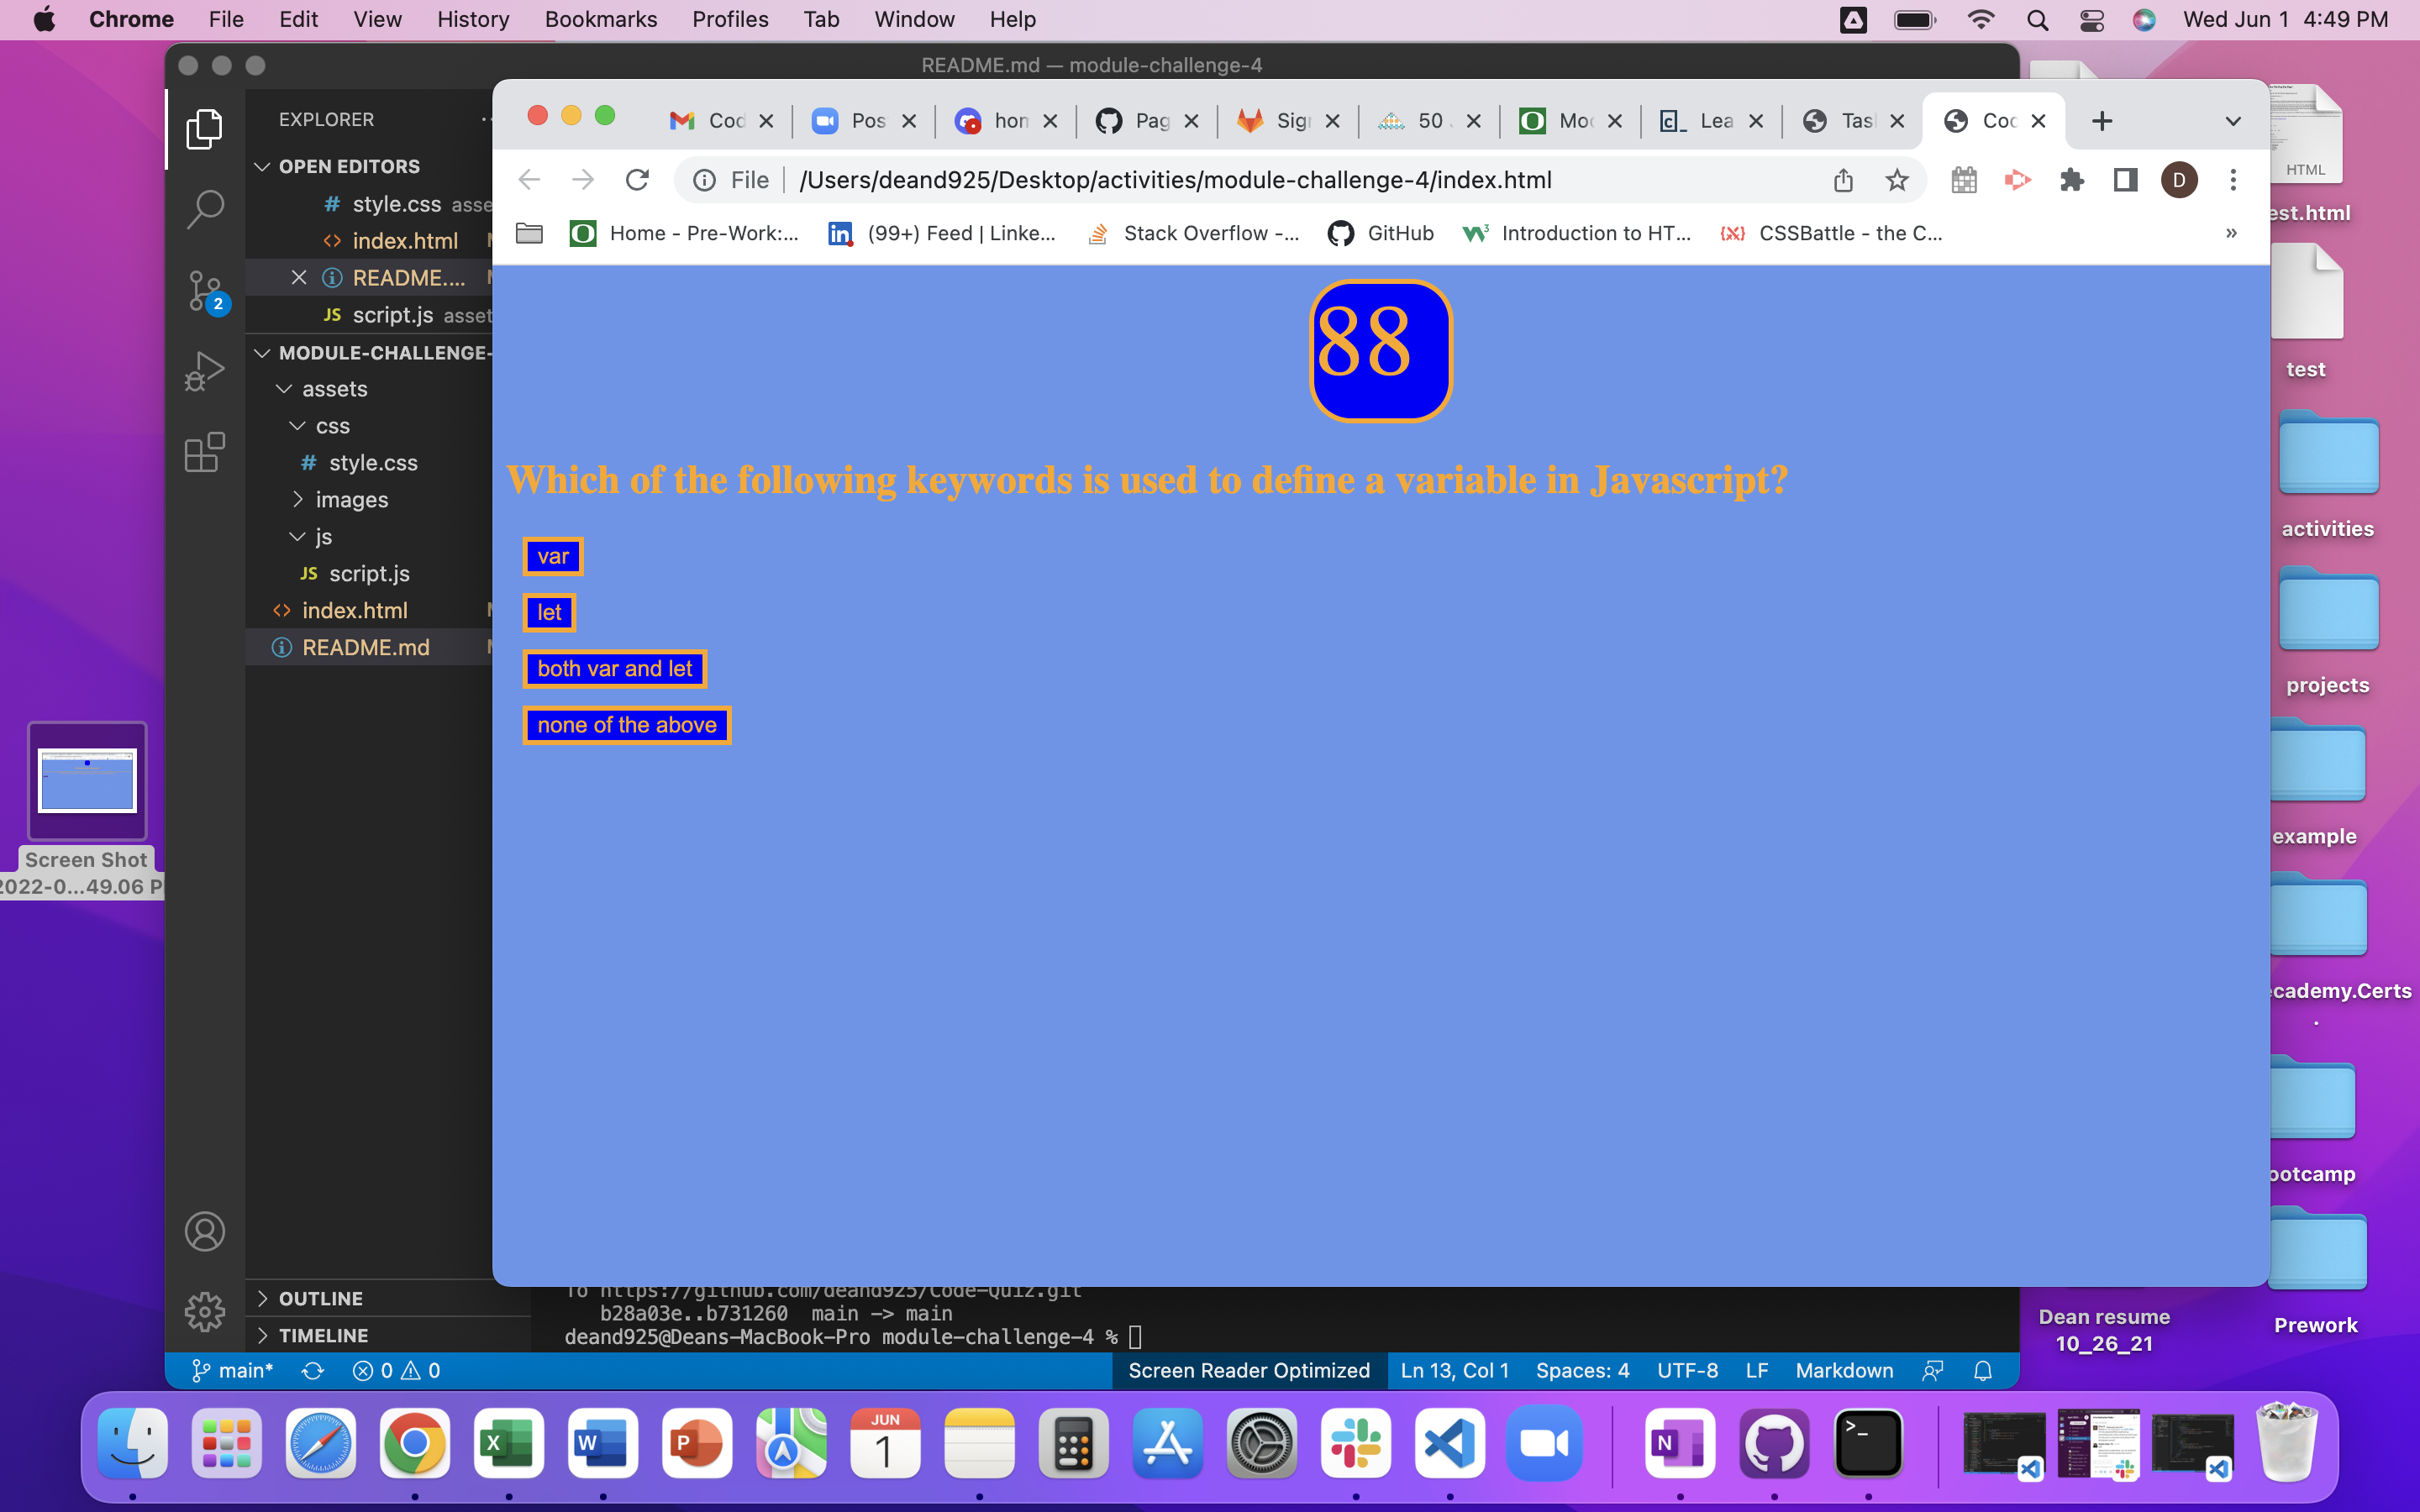 Chrome File Edit View History Bookmarks Profiles Tab Window Help Wed Jun 1 4:49 PM
README.md — module-challenge-4
EXPLORER
OPEN EDITORS
# style.css asse
<> index.html
README....
JS script.js asset
MODULE-CHALLENGE-
assets
css
# style.css
images
js
JS script.js
<> index.html
README.md
OUTLINE
TIMELINE
Cod Pos hom Pag Sign 50 Moc Lea Tas Coc
File /Users/deand925/Desktop/activities/module-challenge-4/index.html
D
Home - Pre-Work:... (99+) Feed | Linke... Stack Overflow -... GitHub Introduction to HT... CSSBattle - the C... »
88
Which of the following keywords is used to define a variable in Javascript?
var
let
both var and let
none of the above
To https://github.com/deand925/Code-Quiz.git
b28a03e..b731260 main -> main
deand925@Deans-MacBook-Pro module-challenge-4 %
2
main* 0 0 Screen Reader Optimized Ln 13, Col 1 Spaces: 4 UTF-8 LF Markdown
Screen Shot
2022-0...49.06 P
HTML
est.html
test
activities
projects
example
ecademy.Certs
.
ootcamp
Prework
Dean resume
10_26_21
JUN
1